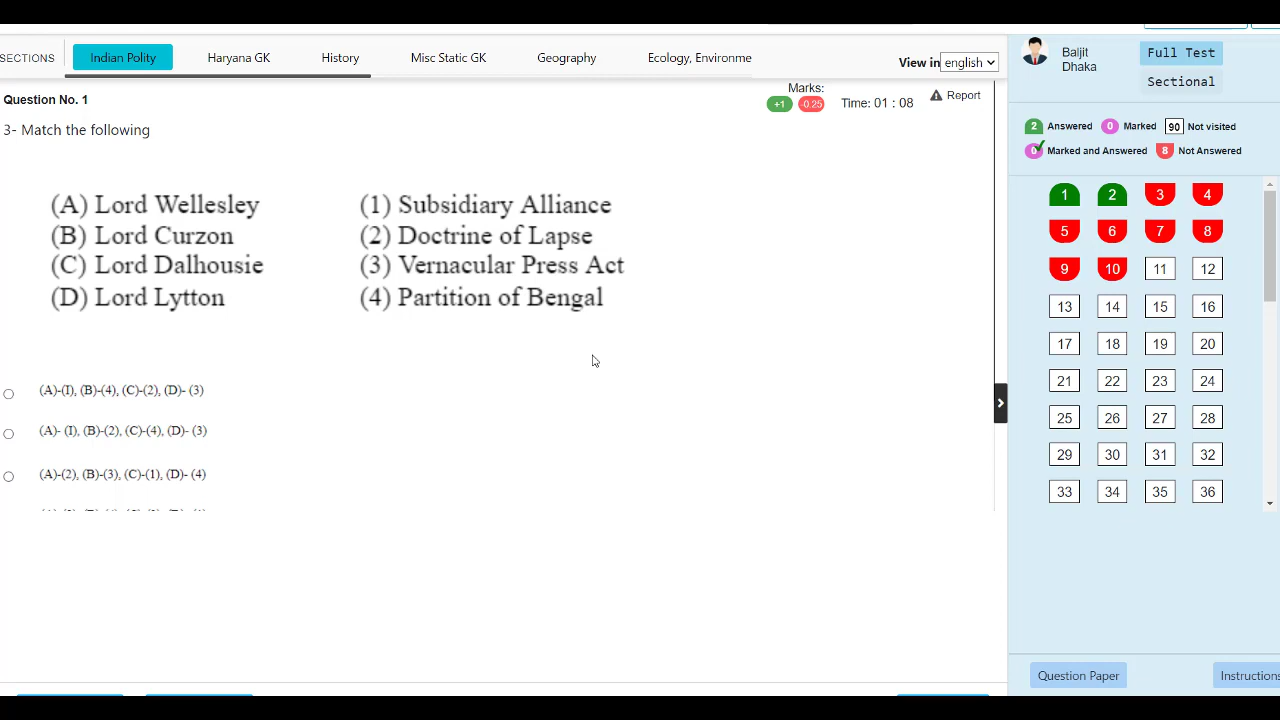 SECTIONS Indian Polity Haryana GK History Misc Static GK Geography Ecology, Environme
View in english
Question No. 1
Marks:
+1 -0.25 Time: 01 : 08 Report
3- Match the following
(A) Lord Wellesley (1) Subsidiary Alliance
(B) Lord Curzon (2) Doctrine of Lapse
(C) Lord Dalhousie (3) Vernacular Press Act
(D) Lord Lytton (4) Partition of Bengal
(A)-(I), (B)-(4), (C)-(2), (D)- (3)
(A)- (I), (B)-(2), (C)-(4), (D)- (3)
(A)-(2), (B)-(3), (C)-(1), (D)- (4)
Baljit
Dhaka
Full Test
Sectional
2 Answered 0 Marked 90 Not visited
0 Marked and Answered 8 Not Answered
1 2 3 4
5 6 7 8
9 10 11 12
13 14 15 16
17 18 19 20
21 22 23 24
25 26 27 28
29 30 31 32
33 34 35 36
Question Paper Instructions